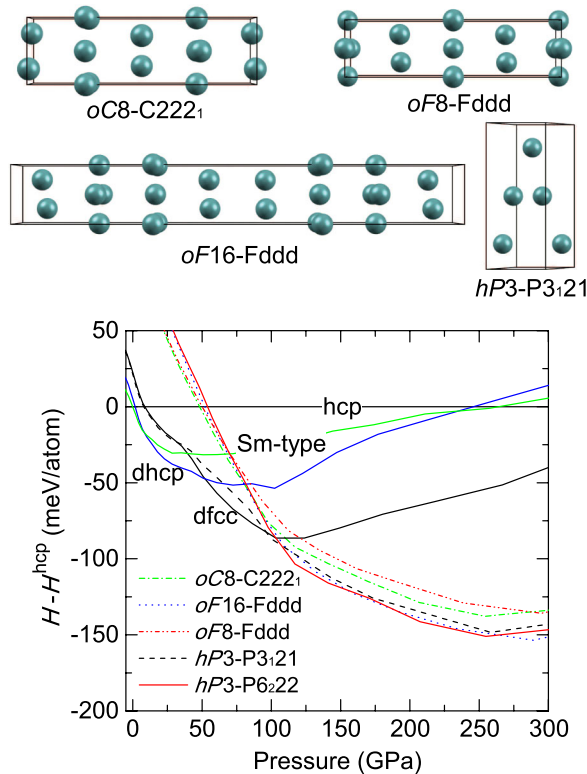 oC8-C222₁
oF8-Fddd
oF16-Fddd
hP3-P3₁21
50
0
-50
-100
-150
-200
H - H^hcp (meV/atom)
hcp
Sm-type
dhcp
dfcc
oC8-C222₁
oF16-Fddd
oF8-Fddd
hP3-P3₁21
hP3-P6₂22
0 50 100 150 200 250 300
Pressure (GPa)